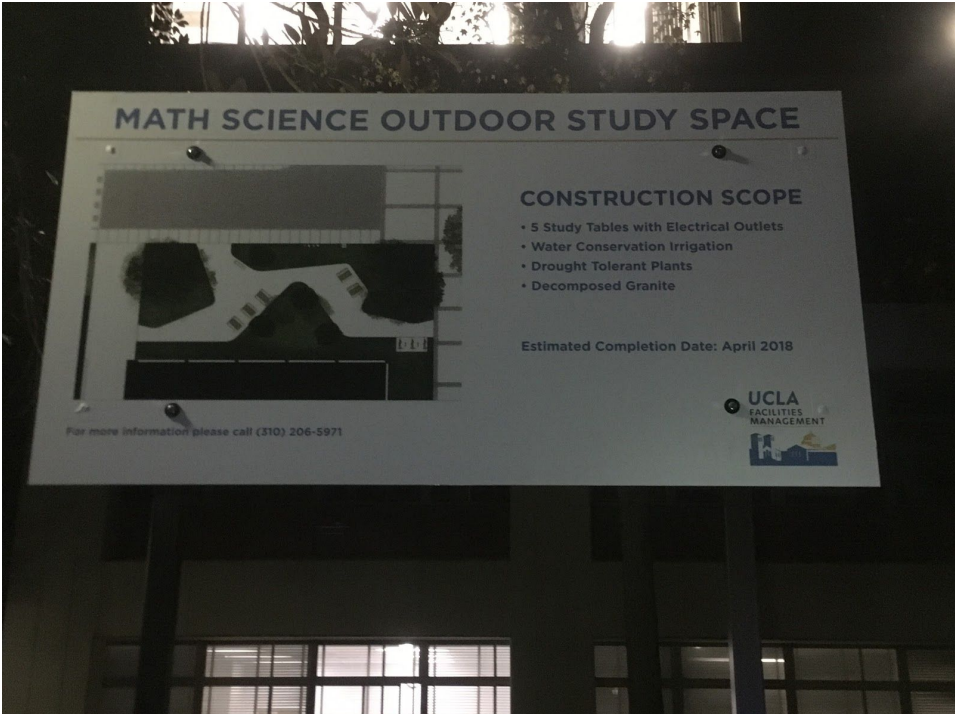 MATH SCIENCE OUTDOOR STUDY SPACE
CONSTRUCTION SCOPE
• 5 Study Tables with Electrical Outlets
• Water Conservation Irrigation
• Drought Tolerant Plants
• Decomposed Granite
Estimated Completion Date: April 2018
For more information please call (310) 206-5971
UCLA
FACILITIES
MANAGEMENT